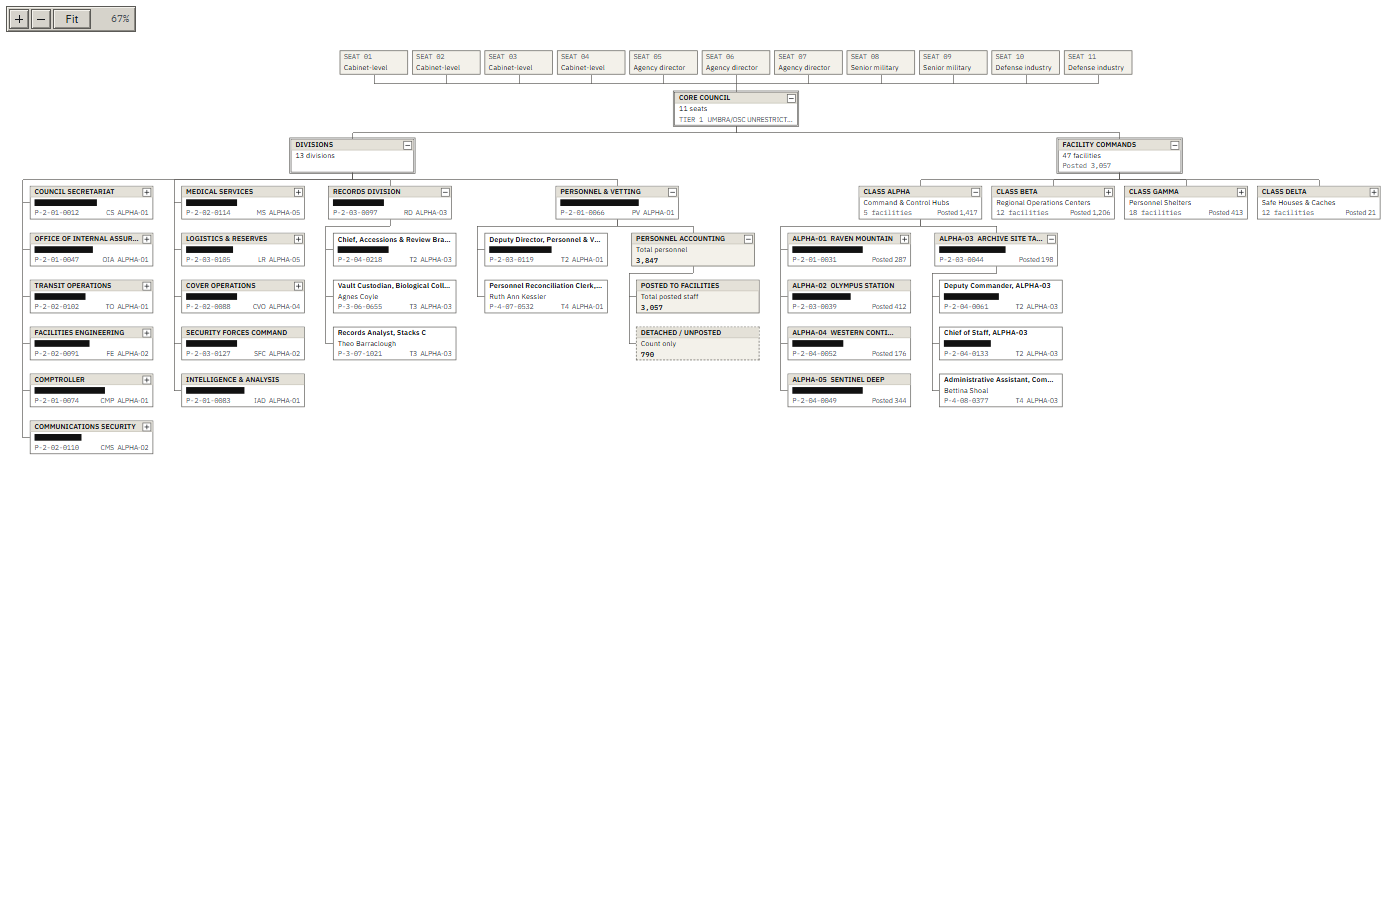 + − Fit 67%
SEAT 01
Cabinet-level
SEAT 02
Cabinet-level
SEAT 03
Cabinet-level
SEAT 04
Cabinet-level
SEAT 05
Agency director
SEAT 06
Agency director
SEAT 07
Agency director
SEAT 08
Senior military
SEAT 09
Senior military
SEAT 10
Defense industry
SEAT 11
Defense industry
CORE COUNCIL
11 seats
TIER 1 UMBRA/OSC UNRESTRICT...
DIVISIONS
13 divisions
FACILITY COMMANDS
47 facilities
Posted 3,057
COUNCIL SECRETARIAT
P-2-01-0012 CS ALPHA-01
OFFICE OF INTERNAL ASSUR...
P-2-01-0047 OIA ALPHA-01
TRANSIT OPERATIONS
P-2-02-0102 TO ALPHA-01
FACILITIES ENGINEERING
P-2-02-0091 FE ALPHA-02
COMPTROLLER
P-2-01-0074 CMP ALPHA-01
COMMUNICATIONS SECURITY
P-2-02-0110 CMS ALPHA-02
MEDICAL SERVICES
P-2-02-0114 MS ALPHA-05
LOGISTICS & RESERVES
P-2-03-0105 LR ALPHA-05
COVER OPERATIONS
P-2-02-0088 CVO ALPHA-04
SECURITY FORCES COMMAND
P-2-03-0127 SFC ALPHA-02
INTELLIGENCE & ANALYSIS
P-2-01-0083 IAD ALPHA-01
RECORDS DIVISION
P-2-03-0097 RD ALPHA-03
Chief, Accessions & Review Bra...
P-2-04-0218 T2 ALPHA-03
Vault Custodian, Biological Coll...
Agnes Coyle
P-3-06-0655 T3 ALPHA-03
Records Analyst, Stacks C
Theo Barraclough
P-3-07-1021 T3 ALPHA-03
PERSONNEL & VETTING
P-2-01-0066 PV ALPHA-01
Deputy Director, Personnel & V...
P-2-03-0119 T2 ALPHA-01
Personnel Reconciliation Clerk,...
Ruth Ann Kessler
P-4-07-0532 T4 ALPHA-01
PERSONNEL ACCOUNTING
Total personnel
3,847
POSTED TO FACILITIES
Total posted staff
3,057
DETACHED / UNPOSTED
Count only
790
CLASS ALPHA
Command & Control Hubs
5 facilities Posted 1,417
CLASS BETA
Regional Operations Centers
12 facilities Posted 1,206
CLASS GAMMA
Personnel Shelters
18 facilities Posted 413
CLASS DELTA
Safe Houses & Caches
12 facilities Posted 21
ALPHA-01 RAVEN MOUNTAIN
P-2-01-0031 Posted 287
ALPHA-02 OLYMPUS STATION
P-2-03-0039 Posted 412
ALPHA-04 WESTERN CONTI...
P-2-04-0052 Posted 176
ALPHA-05 SENTINEL DEEP
P-2-04-0049 Posted 344
ALPHA-03 ARCHIVE SITE TA...
P-2-03-0044 Posted 198
Deputy Commander, ALPHA-03
P-2-04-0061 T2 ALPHA-03
Chief of Staff, ALPHA-03
P-2-04-0133 T2 ALPHA-03
Administrative Assistant, Com...
Bettina Shoal
P-4-08-0377 T4 ALPHA-03